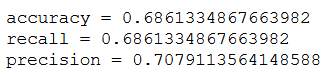 accuracy = 0.6861334867663982
recall = 0.6861334867663982
precision = 0.7079113564148588